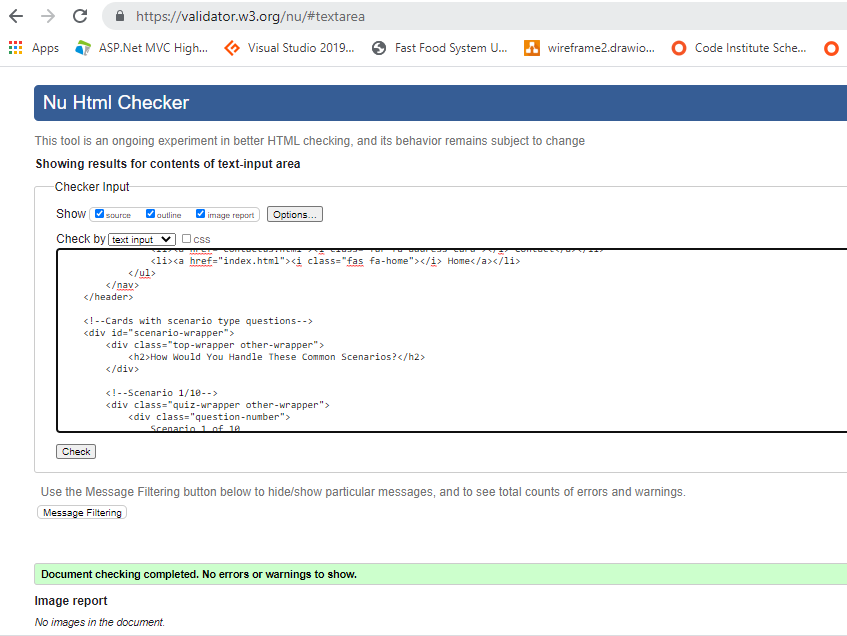 https://validator.w3.org/nu/#textarea
Apps ASP.Net MVC High... Visual Studio 2019... Fast Food System U... wireframe2.drawio... Code Institute Sche...
Nu Html Checker
This tool is an ongoing experiment in better HTML checking, and its behavior remains subject to change
Showing results for contents of text-input area
Checker Input
Show source outline image report Options...
Check by text input css
<li><a href="index.html"><i class="fas fa-home"></i> Home</a></li>
</ul>
</nav>
</header>
<!--Cards with scenario type questions-->
<div id="scenario-wrapper">
<div class="top-wrapper other-wrapper">
<h2>How Would You Handle These Common Scenarios?</h2>
</div>
<!--Scenario 1/10-->
<div class="quiz-wrapper other-wrapper">
<div class="question-number">
Scenario 1 of 10
Check
Use the Message Filtering button below to hide/show particular messages, and to see total counts of errors and warnings.
Message Filtering
Document checking completed. No errors or warnings to show.
Image report
No images in the document.